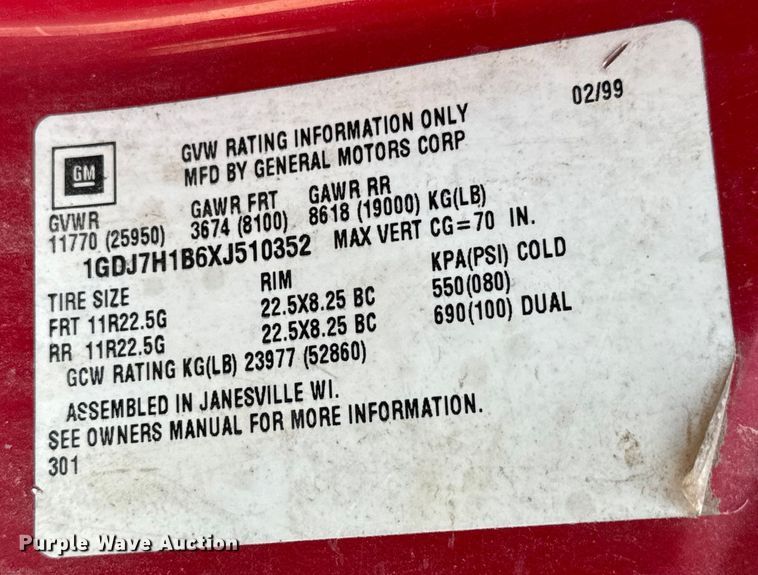 02/99
GVW RATING INFORMATION ONLY
MFD BY GENERAL MOTORS CORP
GM
GVWR GAWR FRT GAWR RR
11770 (25950) 3674 (8100) 8618 (19000) KG(LB)
1GDJ7H1B6XJ510352 MAX VERT CG=70 IN.
TIRE SIZE RIM KPA(PSI) COLD
FRT 11R22.5G 22.5X8.25 BC 550(080)
RR 11R22.5G 22.5X8.25 BC 690(100) DUAL
GCW RATING KG(LB) 23977 (52860)
ASSEMBLED IN JANESVILLE WI.
SEE OWNERS MANUAL FOR MORE INFORMATION.
301
Purple Wave Auction